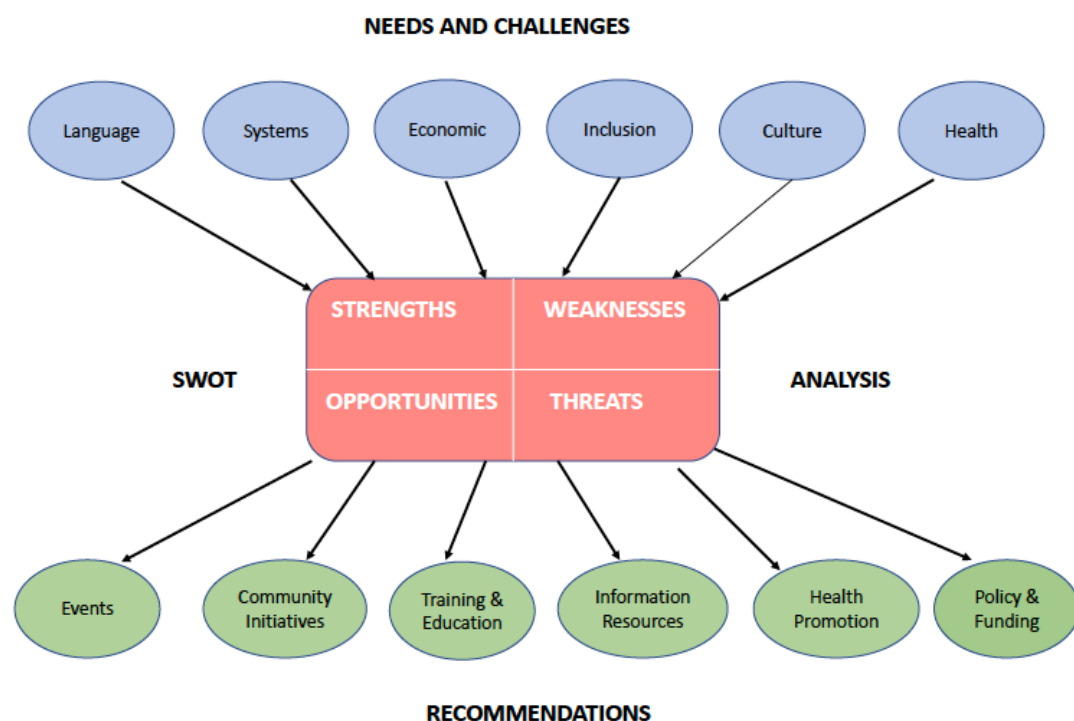 NEEDS AND CHALLENGES
Language
Systems
Economic
Inclusion
Culture
Health
STRENGTHS
WEAKNESSES
SWOT
ANALYSIS
OPPORTUNITIES
THREATS
Events
Community
Initiatives
Training &
Education
Information
Resources
Health
Promotion
Policy &
Funding
RECOMMENDATIONS